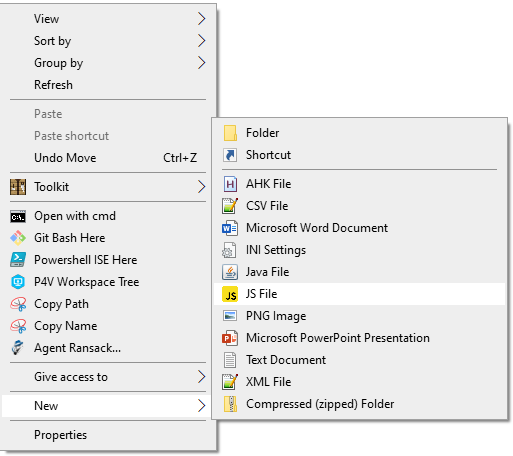 View
Sort by
Group by
Refresh
Paste
Paste shortcut
Undo Move Ctrl+Z
Toolkit
Open with cmd
Git Bash Here
Powershell ISE Here
P4V Workspace Tree
Copy Path
Copy Name
Agent Ransack...
Give access to
New
Properties
Folder
Shortcut
H AHK File
CSV File
Microsoft Word Document
INI Settings
Java File
JS JS File
PNG Image
Microsoft PowerPoint Presentation
Text Document
XML File
Compressed (zipped) Folder